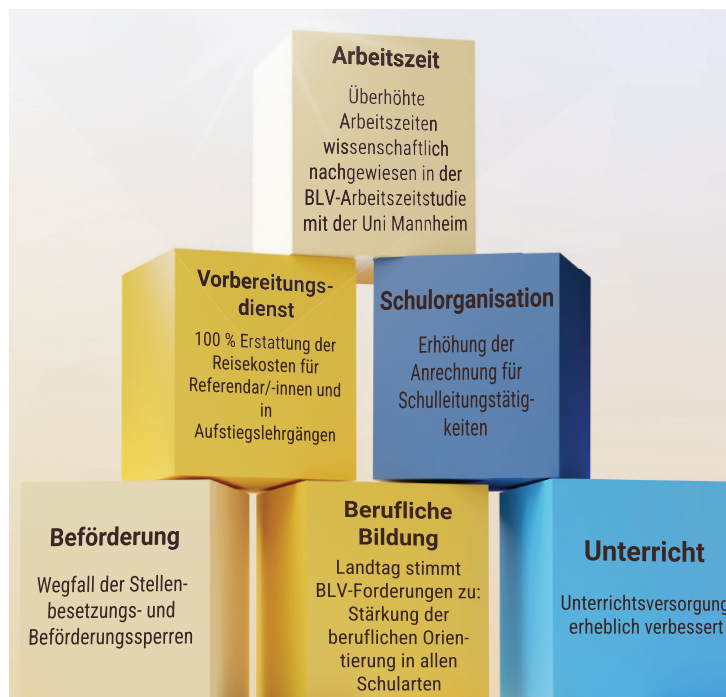 Arbeitszeit
Überhöhte
Arbeitszeiten
wissenschaftlich
nachgewiesen in der
BLV-Arbeitszeitstudie
mit der Uni Mannheim
Vorbereitungs-
dienst
100 % Erstattung der
Reisekosten für
Referendar/-innen und
in
Aufstiegslehrgängen
Schulorganisation
Erhöhung der
Anrechnung für
Schulleitungstätig-
keiten
Beförderung
Wegfall der Stellen-
besetzungs- und
Beförderungssperren
Berufliche
Bildung
Landtag stimmt
BLV-Forderungen zu:
Stärkung der
beruflichen Orien-
tierung in allen
Schularten
Unterricht
Unterrichtsversorgung
erheblich verbessert